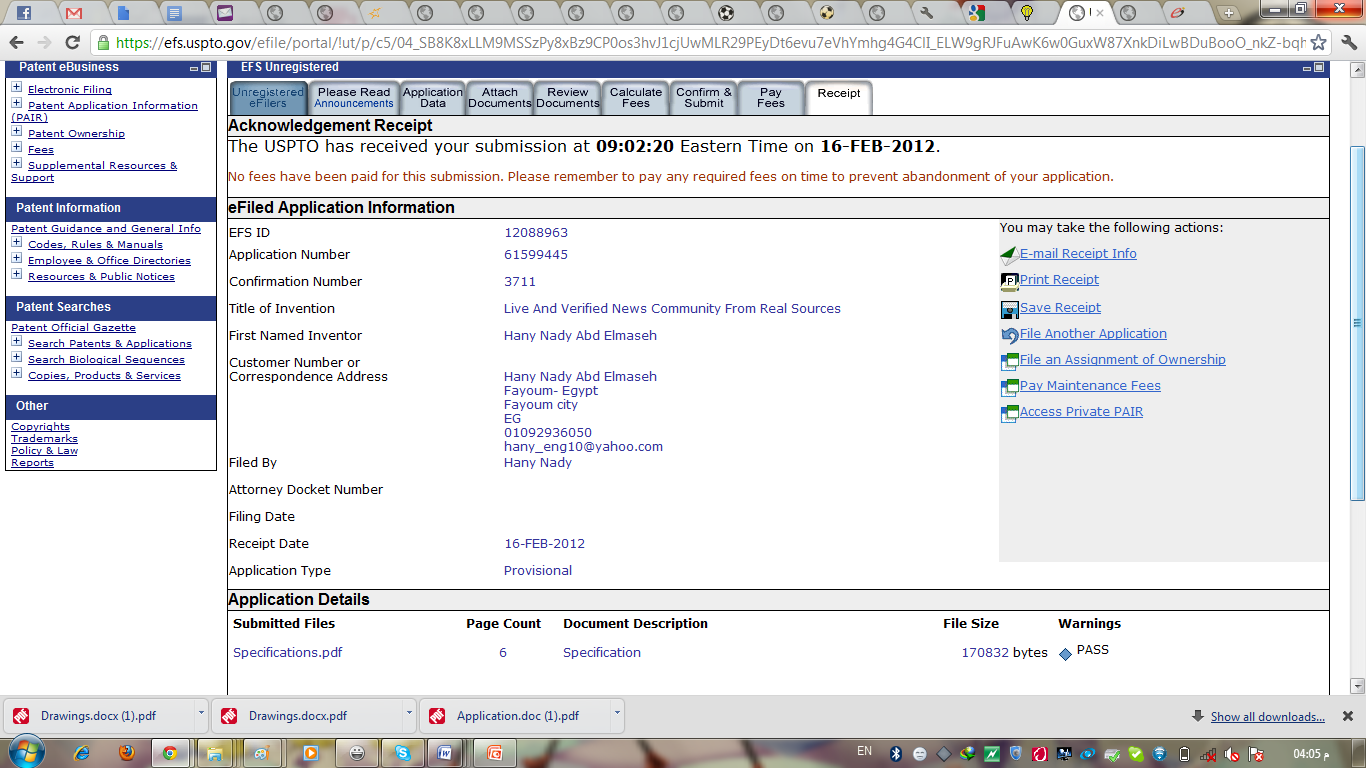 https://efs.uspto.gov/efile/portal/!ut/p/c5/04_SB8K8xLLM9MSSzPy8xBz9CP0os3hvJ1cjUwMLR29PEyDt6evu7eVhYmhg4G4ClI_ELW9gRJFuAwK6w0GuxW87XnkDiLwBDuBooO_nkZ-bqh
Patent eBusiness
Electronic Filing
Patent Application Information
(PAIR)
Patent Ownership
Fees
Supplemental Resources &
Support
Patent Information
Patent Guidance and General Info
Codes, Rules & Manuals
Employee & Office Directories
Resources & Public Notices
Patent Searches
Patent Official Gazette
Search Patents & Applications
Search Biological Sequences
Copies, Products & Services
Other
Copyrights
Trademarks
Policy & Law
Reports
EFS Unregistered
Unregistered eFilers
Please Read Announcements
Application Data
Attach Documents
Review Documents
Calculate Fees
Confirm & Submit
Pay Fees
Receipt
Acknowledgement Receipt
The USPTO has received your submission at 09:02:20 Eastern Time on 16-FEB-2012.
No fees have been paid for this submission. Please remember to pay any required fees on time to prevent abandonment of your application.
eFiled Application Information
EFS ID 12088963
Application Number 61599445
Confirmation Number 3711
Title of Invention Live And Verified News Community From Real Sources
First Named Inventor Hany Nady Abd Elmaseh
Customer Number or
Correspondence Address Hany Nady Abd Elmaseh
Fayoum- Egypt
Fayoum city
EG
01092936050
hany_eng10@yahoo.com
Filed By Hany Nady
Attorney Docket Number
Filing Date
Receipt Date 16-FEB-2012
Application Type Provisional
You may take the following actions:
E-mail Receipt Info
Print Receipt
Save Receipt
File Another Application
File an Assignment of Ownership
Pay Maintenance Fees
Access Private PAIR
Application Details
Submitted Files Page Count Document Description File Size Warnings
Specifications.pdf 6 Specification 170832 bytes PASS
Drawings.docx (1).pdf
Drawings.docx.pdf
Application.doc (1).pdf
Show all downloads...
EN
04:05 م